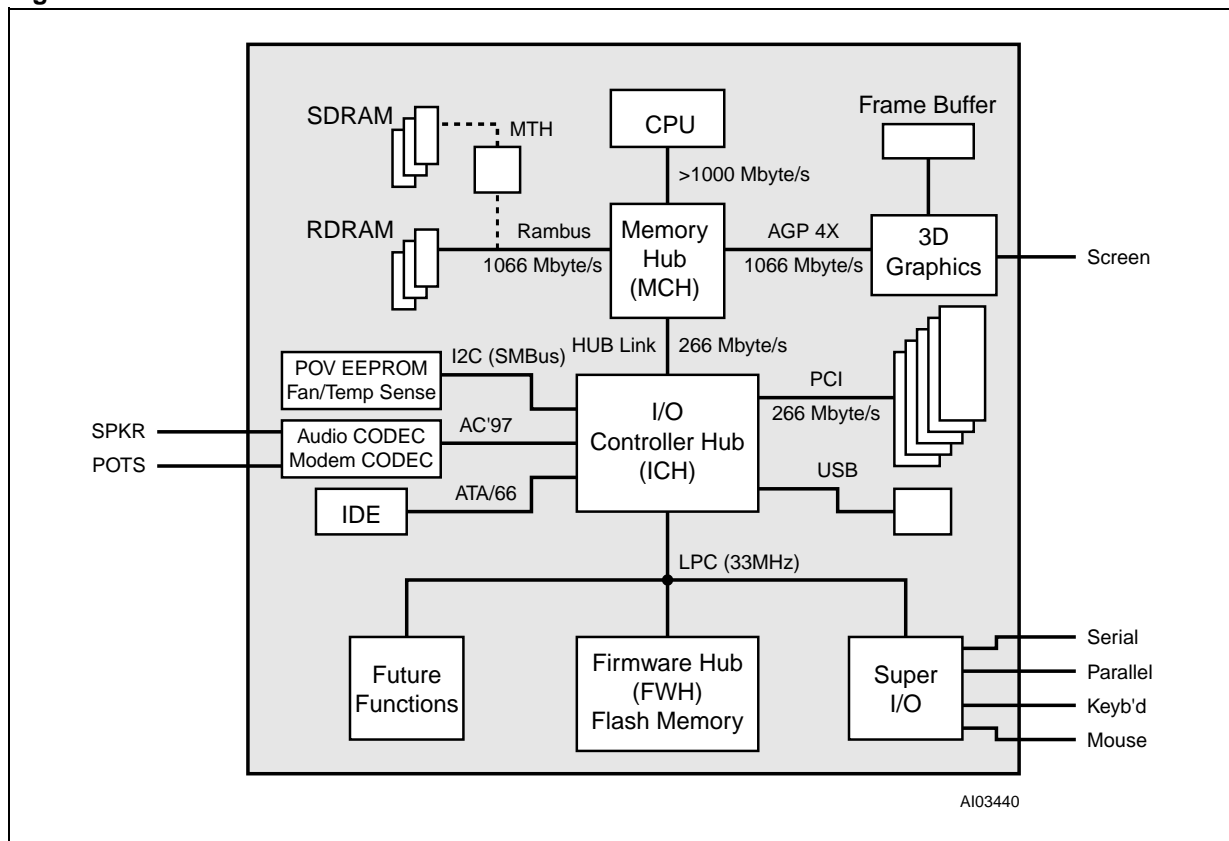 SDRAM
MTH
CPU
Frame Buffer
>1000 Mbyte/s
RDRAM
Rambus
1066 Mbyte/s
Memory
Hub
(MCH)
AGP 4X
1066 Mbyte/s
3D
Graphics
Screen
HUB Link
266 Mbyte/s
POV EEPROM
Fan/Temp Sense
I2C (SMBus)
I/O
Controller Hub
(ICH)
PCI
266 Mbyte/s
SPKR
POTS
Audio CODEC
Modem CODEC
AC'97
IDE
ATA/66
USB
LPC (33MHz)
Future
Functions
Firmware Hub
(FWH)
Flash Memory
Super
I/O
Serial
Parallel
Keyb'd
Mouse
AI03440